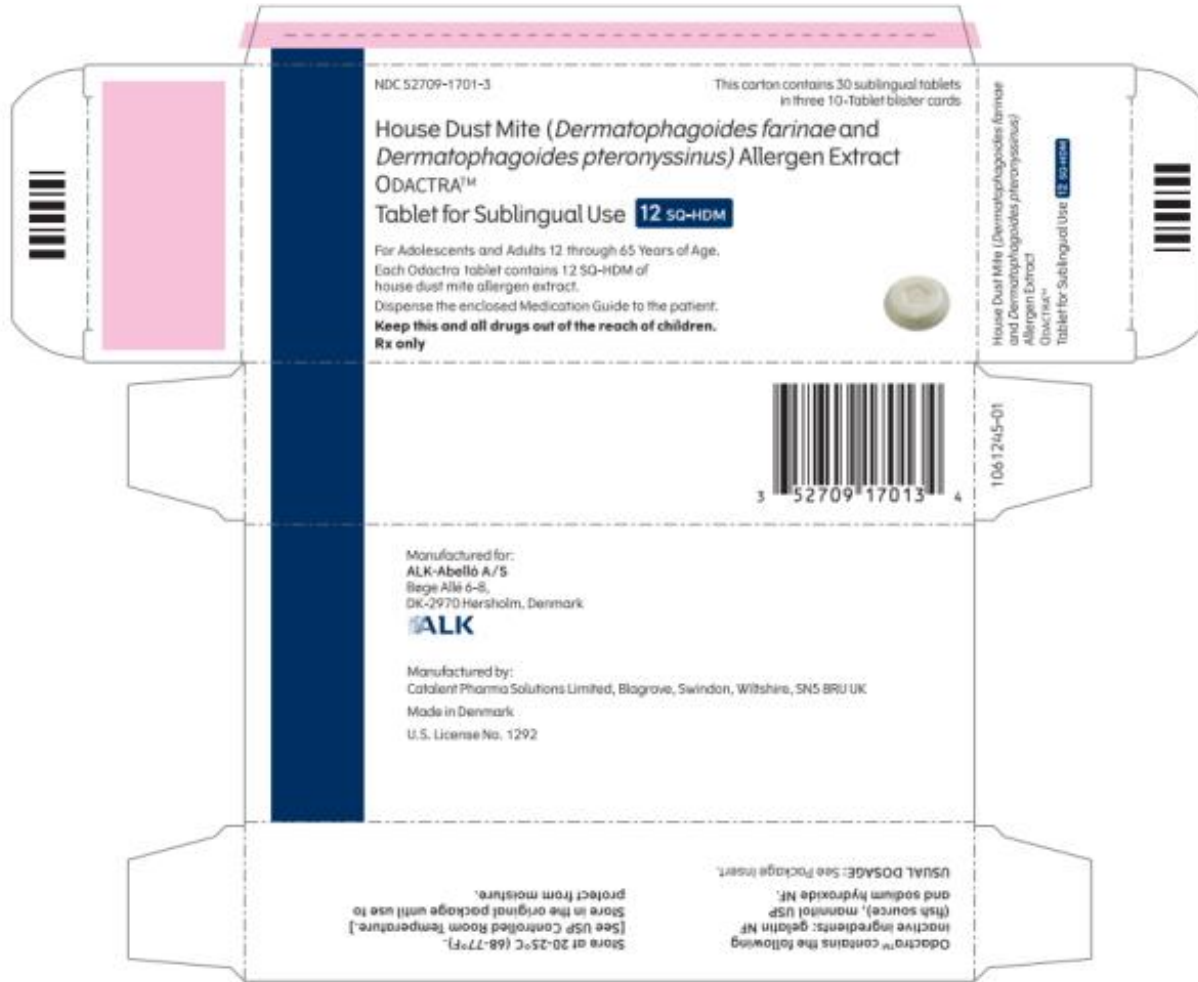 NDC 52709-1701-3
This carton contains 30 sublingual tablets
in three 10-Tablet blister cards
House Dust Mite (Dermatophagoides farinae and
Dermatophagoides pteronyssinus) Allergen Extract
ODACTRA™
Tablet for Sublingual Use 12 SQ-HDM
For Adolescents and Adults 12 through 65 Years of Age.
Each Odactra tablet contains 12 SQ-HDM of
house dust mite allergen extract.
Dispense the enclosed Medication Guide to the patient.
Keep this and all drugs out of the reach of children.
Rx only
House Dust Mite (Dermatophagoides farinae
and Dermatophagoides pteronyssinus)
Allergen Extract
ODACTRA™
Tablet for Sublingual Use 12 SQ-HDM
3 52709 17013 4
1061245-01
Manufactured for:
ALK-Abelló A/S
Bøge Allé 6-8,
DK-2970 Hørsholm, Denmark
ALK
Manufactured by:
Catalent Pharma Solutions Limited, Blagrove, Swindon, Wiltshire, SN5 8RU UK
Made in Denmark
U.S. License No. 1292
Odactra™ contains the following
inactive ingredients: gelatin NF
(fish source), mannitol USP
and sodium hydroxide NF.
USUAL DOSAGE: See Package Insert.
Store at 20-25°C (68-77°F).
[See USP Controlled Room Temperature.]
Store in the original package until use to
protect from moisture.